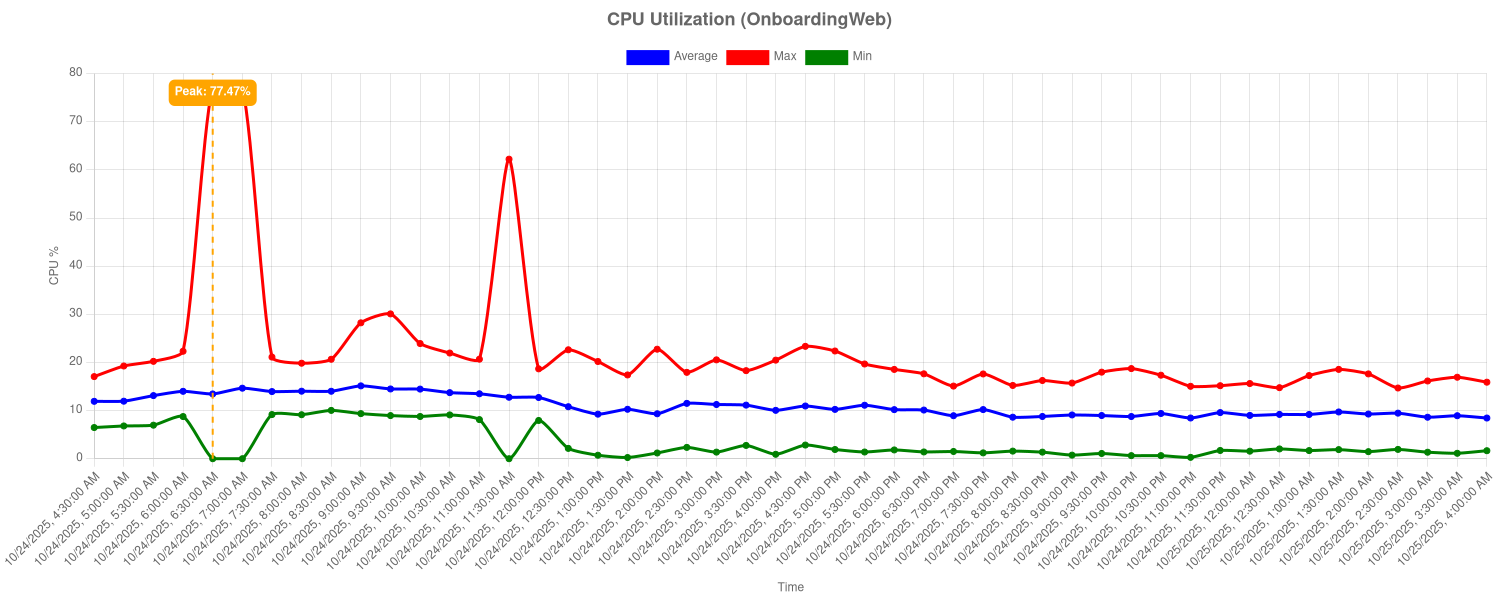 CPU Utilization (OnboardingWeb)
Average Max Min
80
Peak: 77.47%
70
60
50
40
30
20
10
0
CPU %
10/24/2025, 4:30:00 AM
10/24/2025, 5:00:00 AM
10/24/2025, 5:30:00 AM
10/24/2025, 6:00:00 AM
10/24/2025, 6:30:00 AM
10/24/2025, 7:00:00 AM
10/24/2025, 7:30:00 AM
10/24/2025, 8:00:00 AM
10/24/2025, 8:30:00 AM
10/24/2025, 9:00:00 AM
10/24/2025, 9:30:00 AM
10/24/2025, 10:00:00 AM
10/24/2025, 10:30:00 AM
10/24/2025, 11:00:00 AM
10/24/2025, 11:30:00 AM
10/24/2025, 12:00:00 PM
10/24/2025, 12:30:00 PM
10/24/2025, 1:00:00 PM
10/24/2025, 1:30:00 PM
10/24/2025, 2:00:00 PM
10/24/2025, 2:30:00 PM
10/24/2025, 3:00:00 PM
10/24/2025, 3:30:00 PM
10/24/2025, 4:00:00 PM
10/24/2025, 4:30:00 PM
10/24/2025, 5:00:00 PM
10/24/2025, 5:30:00 PM
10/24/2025, 6:00:00 PM
10/24/2025, 6:30:00 PM
10/24/2025, 7:00:00 PM
10/24/2025, 7:30:00 PM
10/24/2025, 8:00:00 PM
10/24/2025, 8:30:00 PM
10/24/2025, 9:00:00 PM
10/24/2025, 9:30:00 PM
10/24/2025, 10:00:00 PM
10/24/2025, 10:30:00 PM
10/24/2025, 11:00:00 PM
10/24/2025, 11:30:00 PM
10/25/2025, 12:00:00 AM
10/25/2025, 12:30:00 AM
10/25/2025, 1:00:00 AM
10/25/2025, 1:30:00 AM
10/25/2025, 2:00:00 AM
10/25/2025, 2:30:00 AM
10/25/2025, 3:00:00 AM
10/25/2025, 3:30:00 AM
10/25/2025, 4:00:00 AM
Time